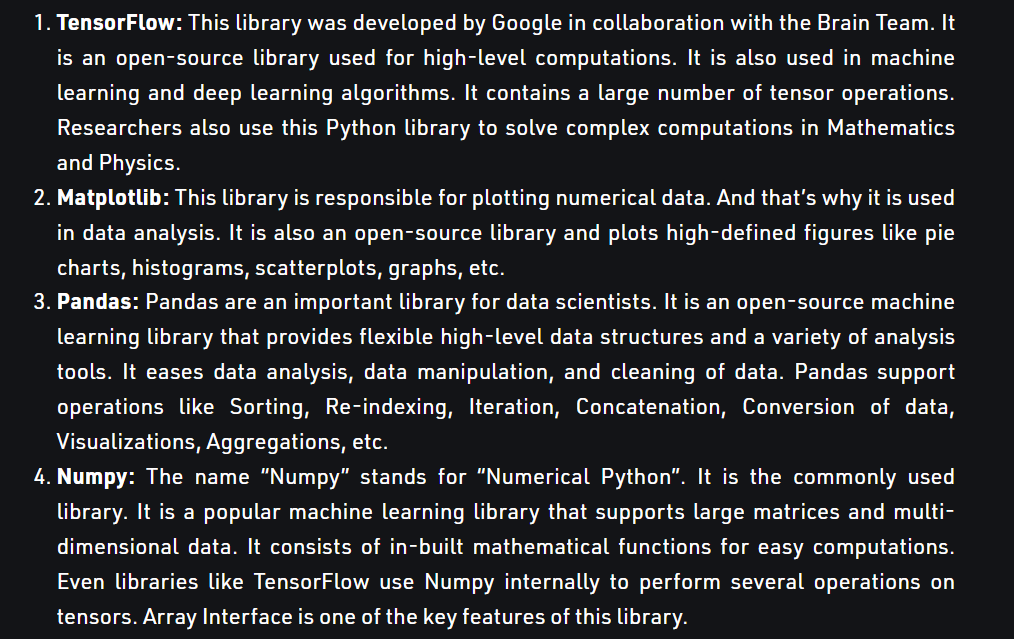 1. TensorFlow: This library was developed by Google in collaboration with the Brain Team. It
is an open-source library used for high-level computations. It is also used in machine
learning and deep learning algorithms. It contains a large number of tensor operations.
Researchers also use this Python library to solve complex computations in Mathematics
and Physics.
2. Matplotlib: This library is responsible for plotting numerical data. And that’s why it is used
in data analysis. It is also an open-source library and plots high-defined figures like pie
charts, histograms, scatterplots, graphs, etc.
3. Pandas: Pandas are an important library for data scientists. It is an open-source machine
learning library that provides flexible high-level data structures and a variety of analysis
tools. It eases data analysis, data manipulation, and cleaning of data. Pandas support
operations like Sorting, Re-indexing, Iteration, Concatenation, Conversion of data,
Visualizations, Aggregations, etc.
4. Numpy: The name “Numpy” stands for “Numerical Python”. It is the commonly used
library. It is a popular machine learning library that supports large matrices and multi-
dimensional data. It consists of in-built mathematical functions for easy computations.
Even libraries like TensorFlow use Numpy internally to perform several operations on
tensors. Array Interface is one of the key features of this library.